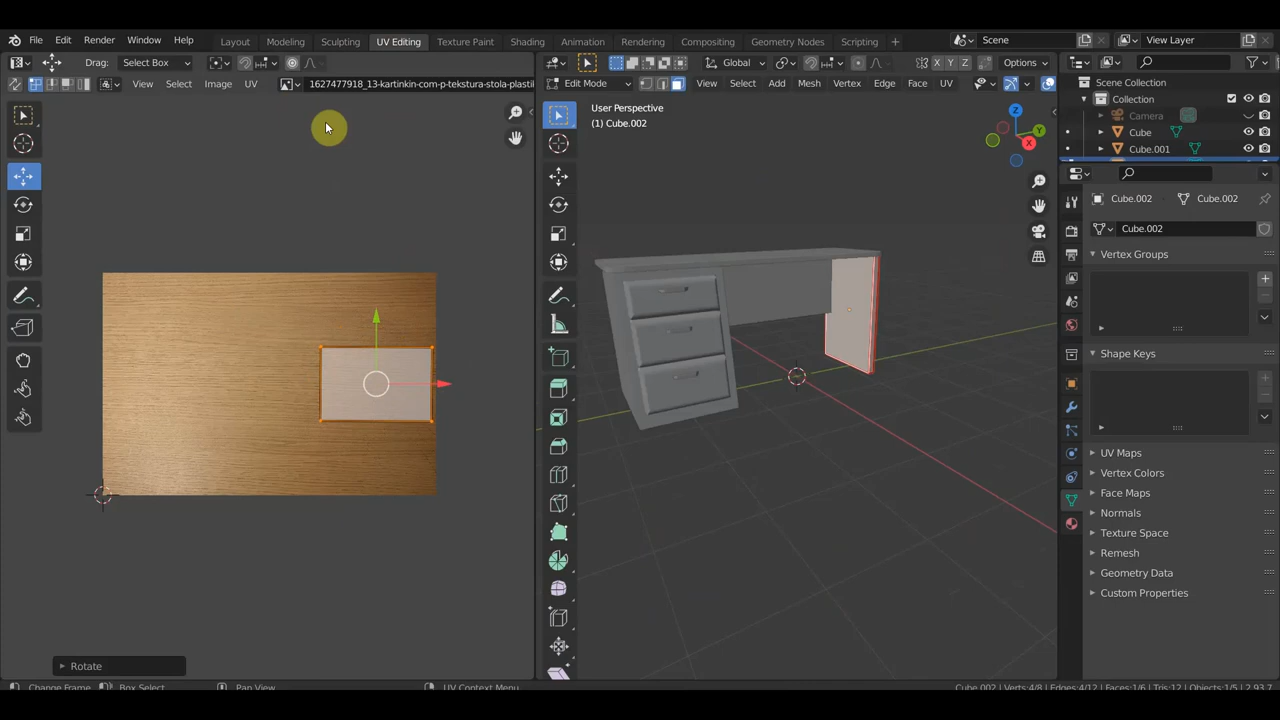 File Edit Render Window Help Layout Modeling Sculpting UV Editing Texture Paint Shading Animation Rendering Compositing Geometry Nodes Scripting + Scene View Layer
Drag: Select Box Global X Y Z Options
View Select Image UV 1627477918_13-kartinkin-com-p-tekstura-stola-plasti Edit Mode View Select Add Mesh Vertex Edge Face UV
Scene Collection
Collection
Camera
Cube
Cube.001
User Perspective
(1) Cube.002
Z
Y
X
Cube.002 Cube.002
Cube.002
Vertex Groups
Shape Keys
UV Maps
Vertex Colors
Face Maps
Normals
Texture Space
Remesh
Geometry Data
Custom Properties
Rotate
Change Frame Box Select Pan View UV Context Menu Cube.002 | Verts:4/8 | Edges:4/12 | Faces:1/6 | Tris:12 | Objects:1/5 | 2.93.7